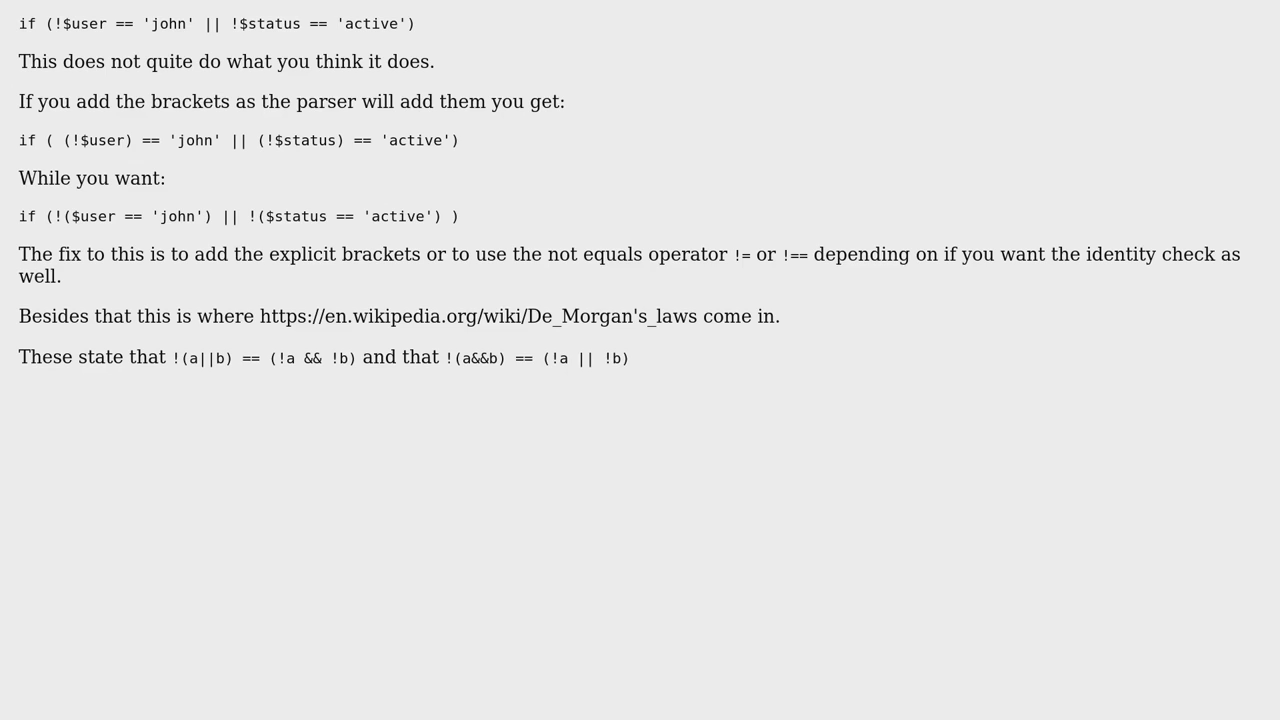 if (!$user == 'john' || !$status == 'active')
This does not quite do what you think it does.
If you add the brackets as the parser will add them you get:
if ( (!$user) == 'john' || (!$status) == 'active')
While you want:
if (!($user == 'john') || !($status == 'active') )
The fix to this is to add the explicit brackets or to use the not equals operator != or !== depending on if you want the identity check as
well.
Besides that this is where https://en.wikipedia.org/wiki/De_Morgan's_laws come in.
These state that !(a||b) == (!a && !b) and that !(a&&b) == (!a || !b)